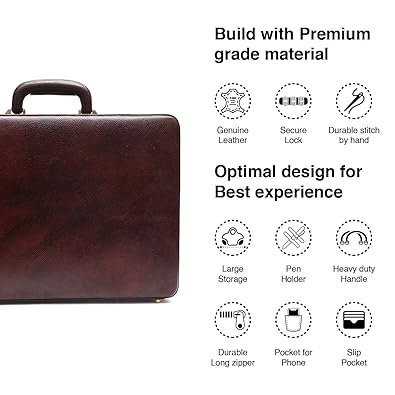 Build with Premium
grade material
Genuine
Leather
Secure
Lock
Durable stitch
by hand
Optimal design for
Best experience
Large
Storage
Pen
Holder
Heavy duty
Handle
Durable
Long zipper
Pocket for
Phone
Slip
Pocket